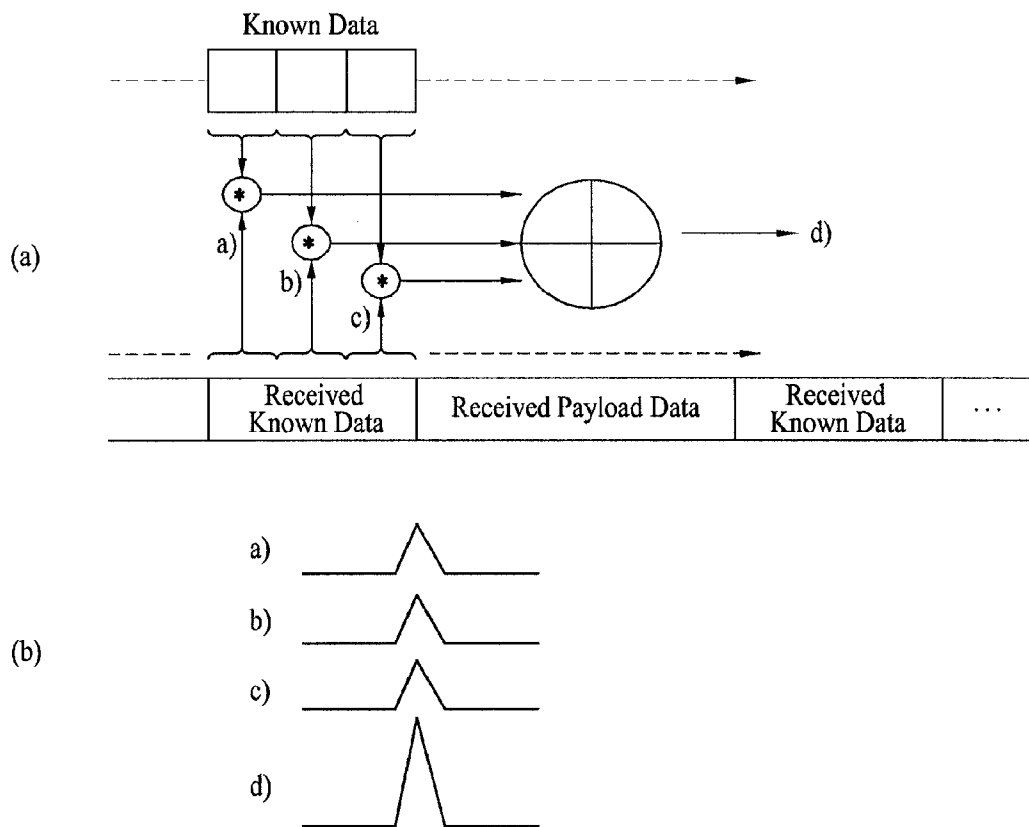 Known Data
*
a)
*
b)
*
c)
d)
(a)
Received
Known Data
Received Payload Data
Received
Known Data
...
a)
b)
c)
d)
(b)